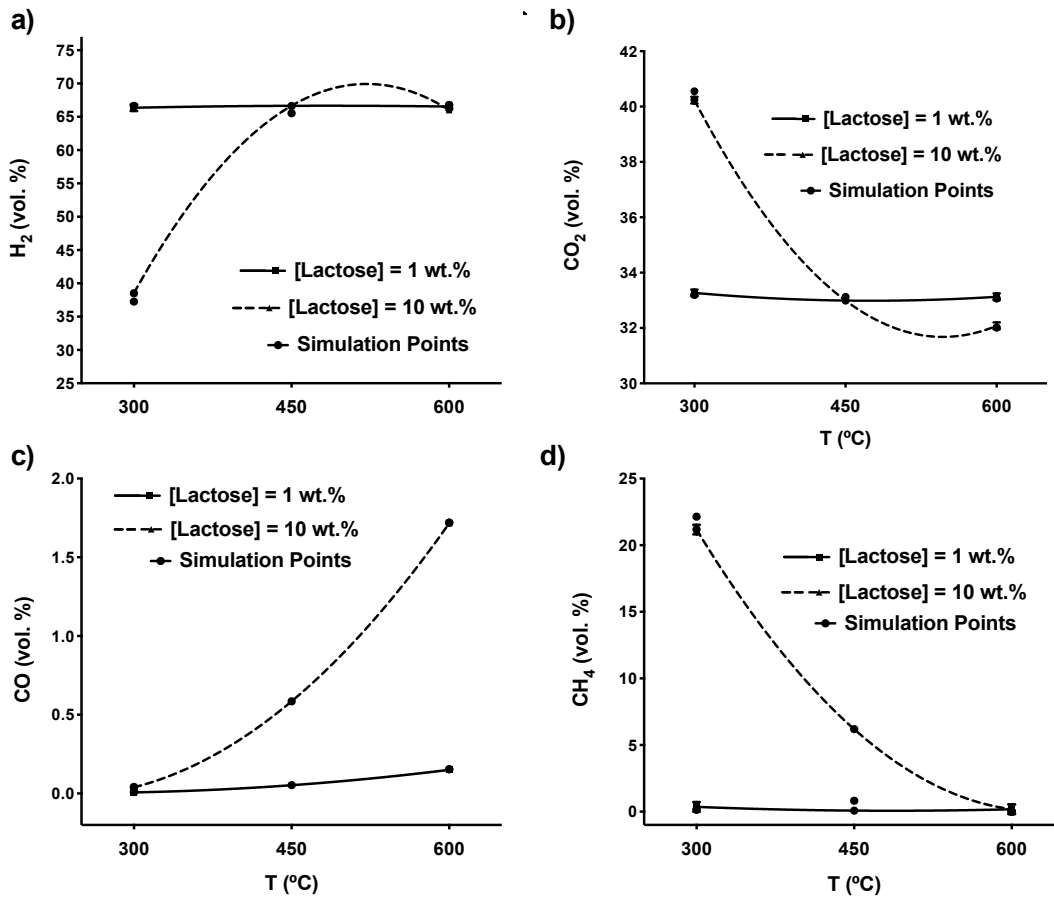 a)
H2 (vol. %)
75
70
65
60
55
50
45
40
35
30
25
300
450
600
[Lactose] = 1 wt.%
[Lactose] = 10 wt.%
Simulation Points
b)
CO2 (vol. %)
42
40
38
36
34
32
30
300
450
600
T (ºC)
[Lactose] = 1 wt.%
[Lactose] = 10 wt.%
Simulation Points
c)
CO (vol. %)
2.0
1.5
1.0
0.5
0.0
300
450
600
T (ºC)
[Lactose] = 1 wt.%
[Lactose] = 10 wt.%
Simulation Points
d)
CH4 (vol. %)
25
20
15
10
5
0
300
450
600
T (ºC)
[Lactose] = 1 wt.%
[Lactose] = 10 wt.%
Simulation Points